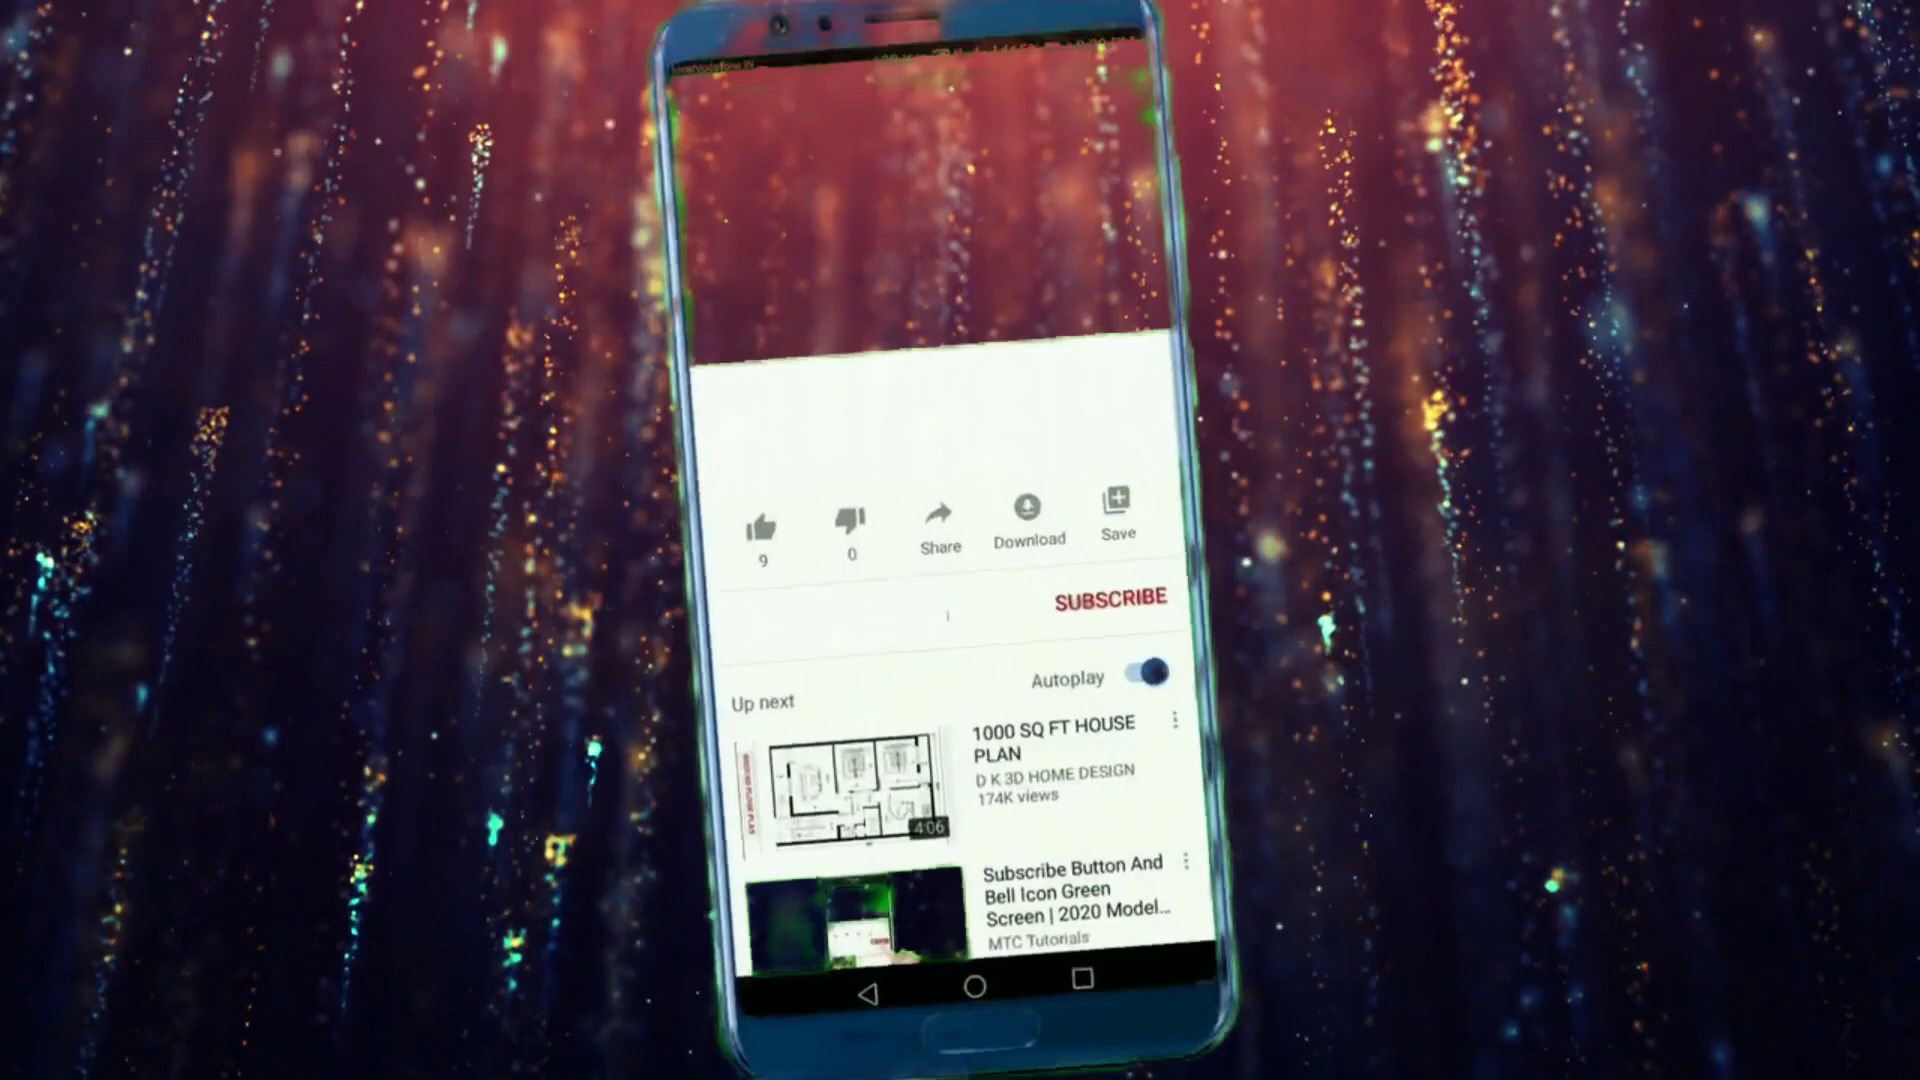 9
0
Share
Download
Save
SUBSCRIBE
Autoplay
Up next
1000 SQ FT HOUSE
PLAN
D K 3D HOME DESIGN
174K views
4:06
Subscribe Button And
Bell Icon Green
Screen | 2020 Model...
MTC Tutorials